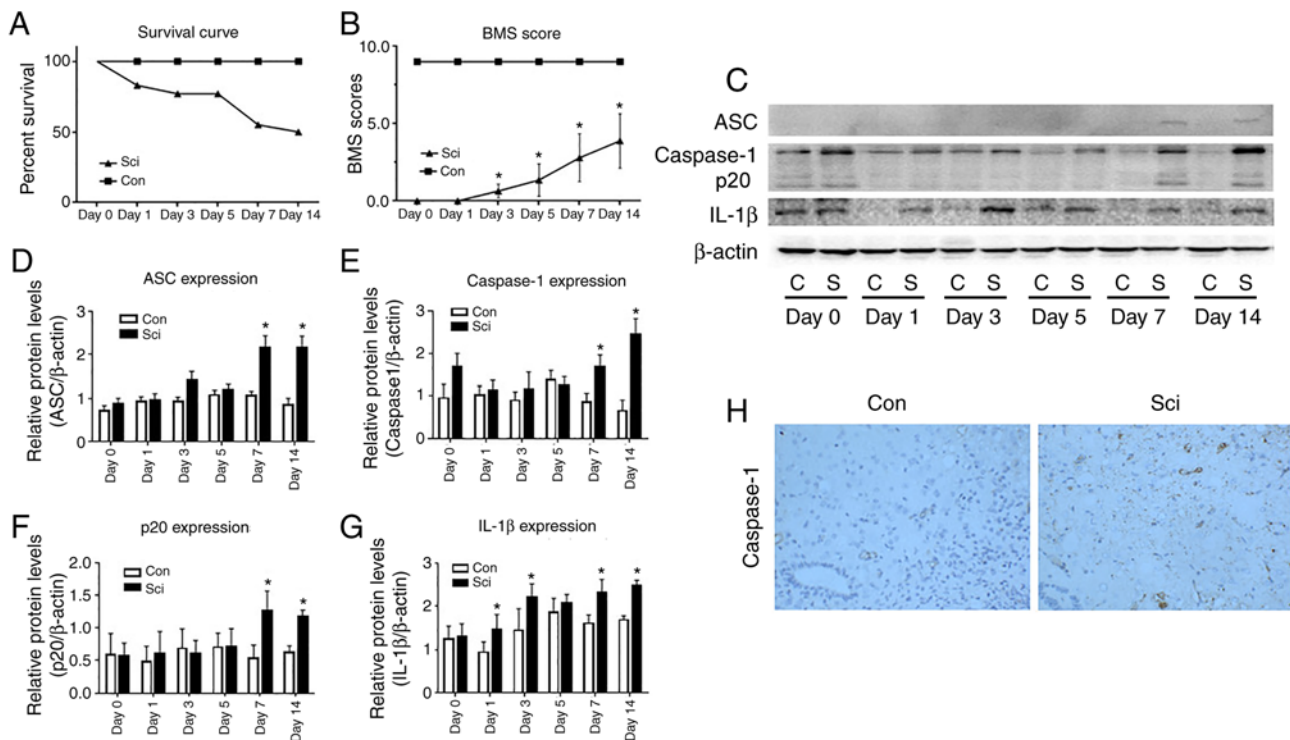 A
Survival curve
Percent survival
100
50
0
Sci
Con
Day 0 Day 1 Day 3 Day 5 Day 7 Day 14
B
BMS score
BMS scores
10.0
5.0
0.0
Sci
Con
* * * *
Day 0 Day 1 Day 3 Day 5 Day 7 Day 14
C
ASC
Caspase-1
p20
IL-1β
β-actin
C S C S C S C S C S C S
Day 0 Day 1 Day 3 Day 5 Day 7 Day 14
D
ASC expression
Relative protein levels
(ASC/β-actin)
3
2
1
0
Con
Sci
* *
Day 0 Day 1 Day 3 Day 5 Day 7 Day 14
E
Caspase-1 expression
Relative protein levels
(Caspase1/β-actin)
3
2
1
0
Con
Sci
* *
Day 0 Day 1 Day 3 Day 5 Day 7 Day 14
F
p20 expression
Relative protein levels
(p20/β-actin)
2.0
1.5
1.0
0.5
0.0
Con
Sci
* *
Day 0 Day 1 Day 3 Day 5 Day 7 Day 14
G
IL-1β expression
Relative protein levels
(IL-1β/β-actin)
3
2
1
0
Con
Sci
* * * *
Day 0 Day 1 Day 3 Day 5 Day 7 Day 14
H
Con Sci
Caspase-1